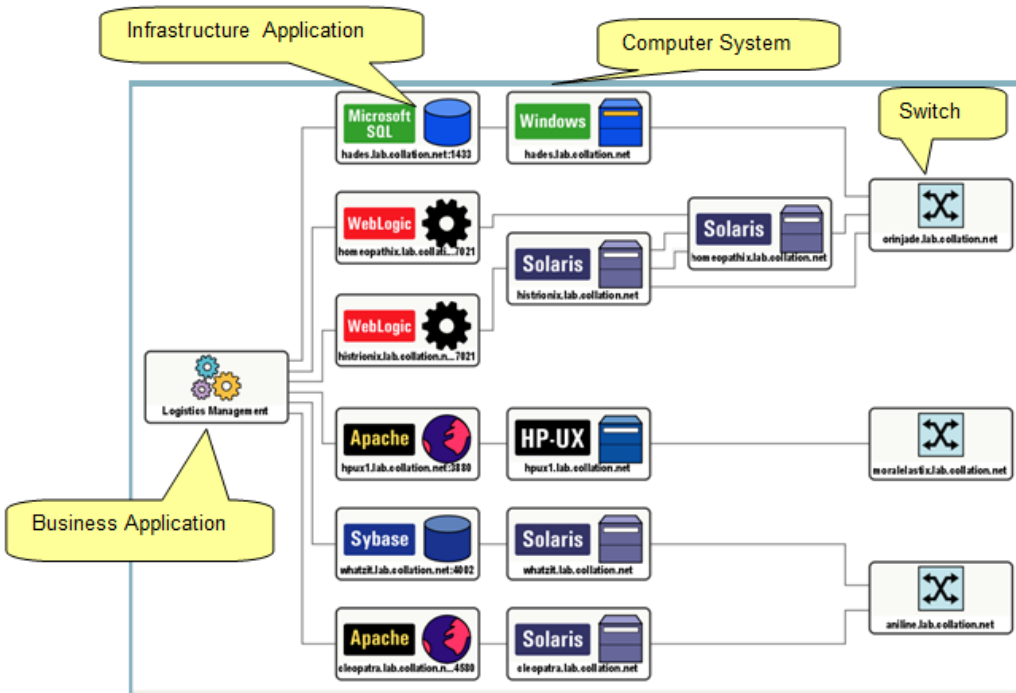 Infrastructure Application
Computer System
Switch
Microsoft
SQL
hades.lab.collation.net:1433
Windows
hades.lab.collation.net
orinjade.lab.collation.net
WebLogic
homeopathix.lab.collati...7021
Solaris
homeopathix.lab.collation.net
Solaris
histrionix.lab.collation.net
WebLogic
histrionix.lab.collation.n...7021
Logistics Management
Apache
hpux1.lab.collation.net:3880
HP-UX
hpux1.lab.collation.net
moralelastix.lab.collation.net
Business Application
Sybase
whatzit.lab.collation.net:4002
Solaris
whatzit.lab.collation.net
aniline.lab.collation.net
Apache
cleopatra.lab.collation.n...4580
Solaris
cleopatra.lab.collation.net